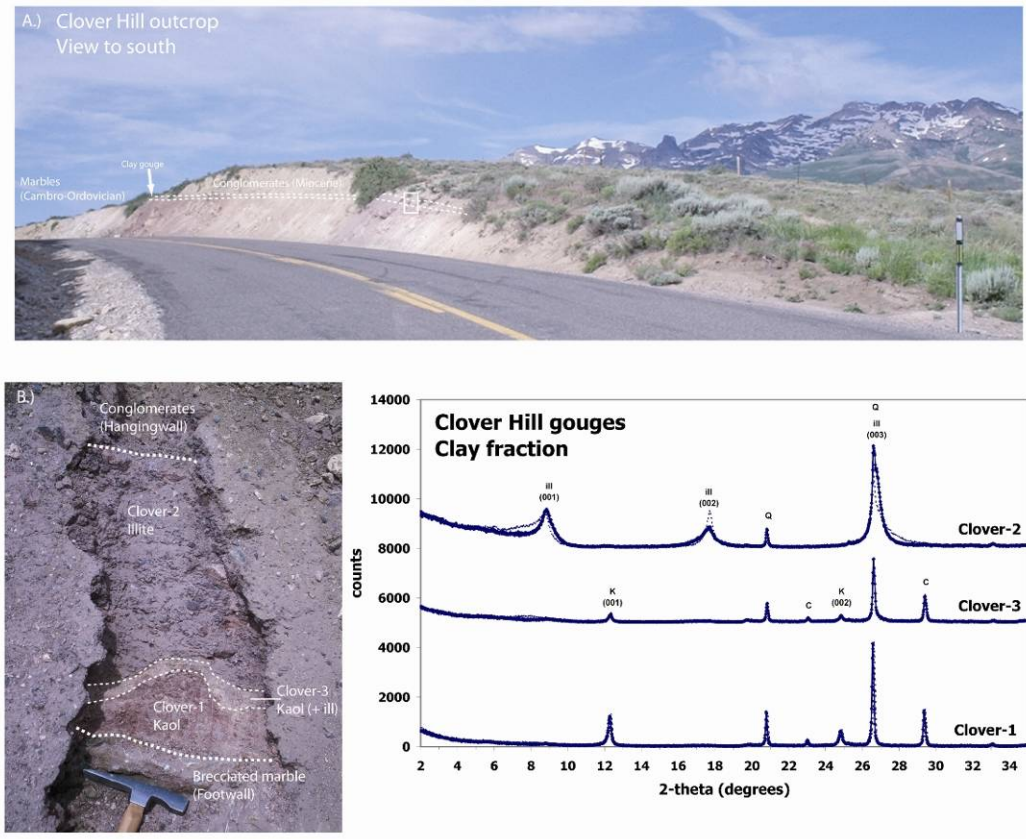 A.) Clover Hill outcrop
View to south
Clay gouge
Marbles
(Cambro-Ordovician)
Conglomerates (Miocene)
B.)
Conglomerates
(Hangingwall)
Clover-2
Illite
Clover-3
Kaol (+ ill)
Clover-1
Kaol
Brecciated marble
(Footwall)
Clover Hill gouges
Clay fraction
14000
12000
10000
8000
6000
4000
2000
0
counts
ill
(001)
ill
(002)
Q
Q
ill
(003)
Clover-2
K
(001)
C
K
(002)
C
Clover-3
Clover-1
2 4 6 8 10 12 14 16 18 20 22 24 26 28 30 32 34
2-theta (degrees)